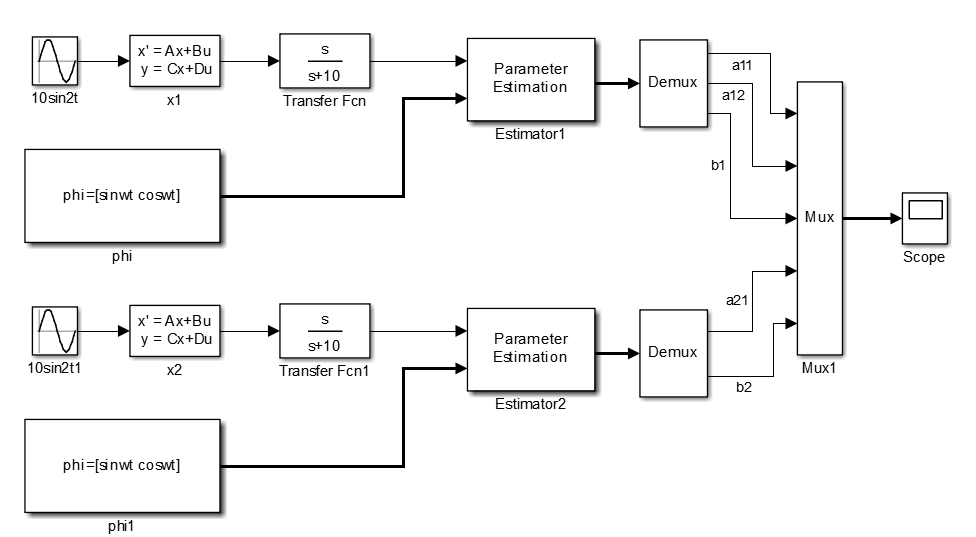 10sin2t
x' = Ax+Bu
y = Cx+Du
x1
s
s+10
Transfer Fcn
Parameter
Estimation
Estimator1
Demux
a11
a12
b1
phi=[sinwt coswt]
phi
Mux
Mux1
Scope
10sin2t1
x' = Ax+Bu
y = Cx+Du
x2
s
s+10
Transfer Fcn1
Parameter
Estimation
Estimator2
Demux
a21
b2
phi=[sinwt coswt]
phi1